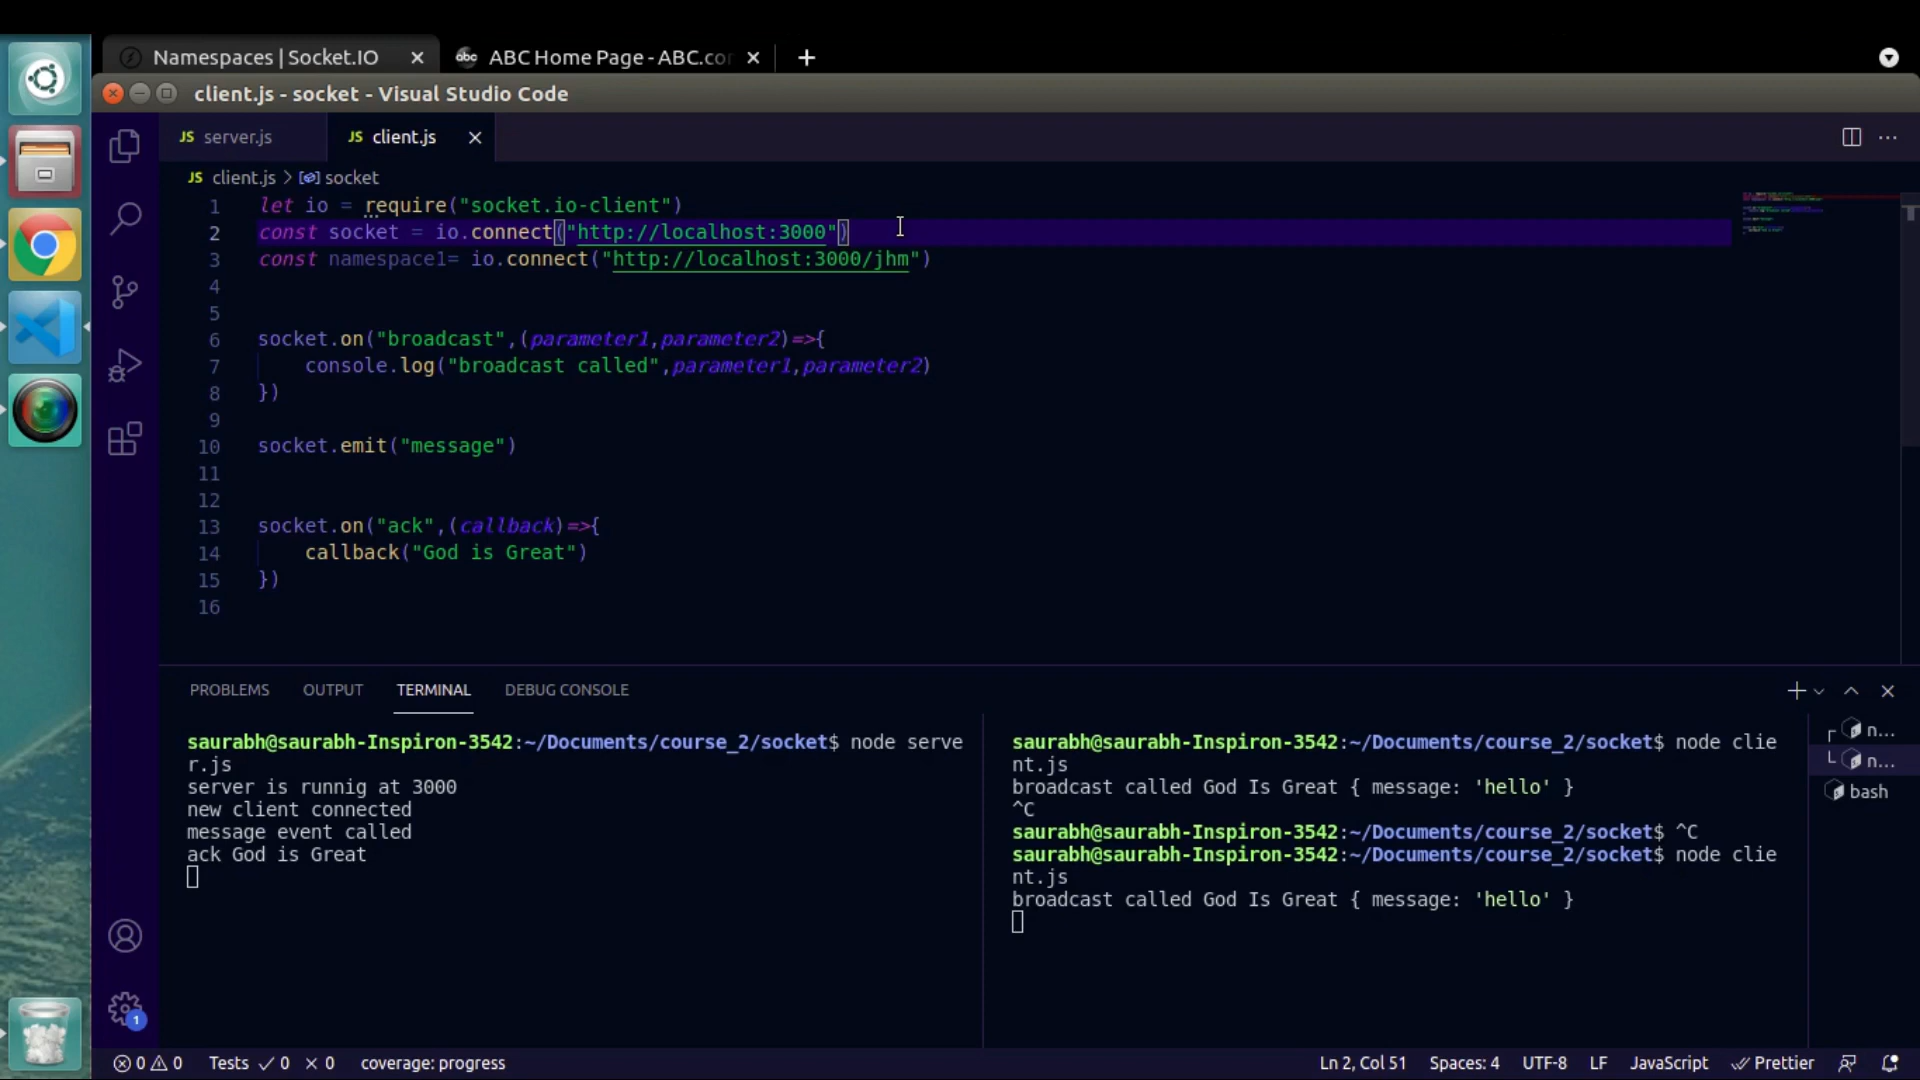 Namespaces | Socket.IO
ABC Home Page - ABC.co
client.js - socket - Visual Studio Code
JS server.js
JS client.js
JS client.js > socket
1 let io = require("socket.io-client")
2 const socket = io.connect("http://localhost:3000")
3 const namespace1= io.connect("http://localhost:3000/jhm")
4
5
6 socket.on("broadcast",(parameter1,parameter2)=>{
7 console.log("broadcast called",parameter1,parameter2)
8 })
9
10 socket.emit("message")
11
12
13 socket.on("ack",(callback)=>{
14 callback("God is Great")
15 })
16
PROBLEMS OUTPUT TERMINAL DEBUG CONSOLE
saurabh@saurabh-Inspiron-3542:~/Documents/course_2/socket$ node serve
r.js
server is runnig at 3000
new client connected
message event called
ack God is Great
saurabh@saurabh-Inspiron-3542:~/Documents/course_2/socket$ node clie
nt.js
broadcast called God Is Great { message: 'hello' }
^C
saurabh@saurabh-Inspiron-3542:~/Documents/course_2/socket$ ^C
saurabh@saurabh-Inspiron-3542:~/Documents/course_2/socket$ node clie
nt.js
broadcast called God Is Great { message: 'hello' }
n...
n...
bash
1
0 0 Tests 0 0 coverage: progress
Ln 2, Col 51 Spaces: 4 UTF-8 LF JavaScript Prettier